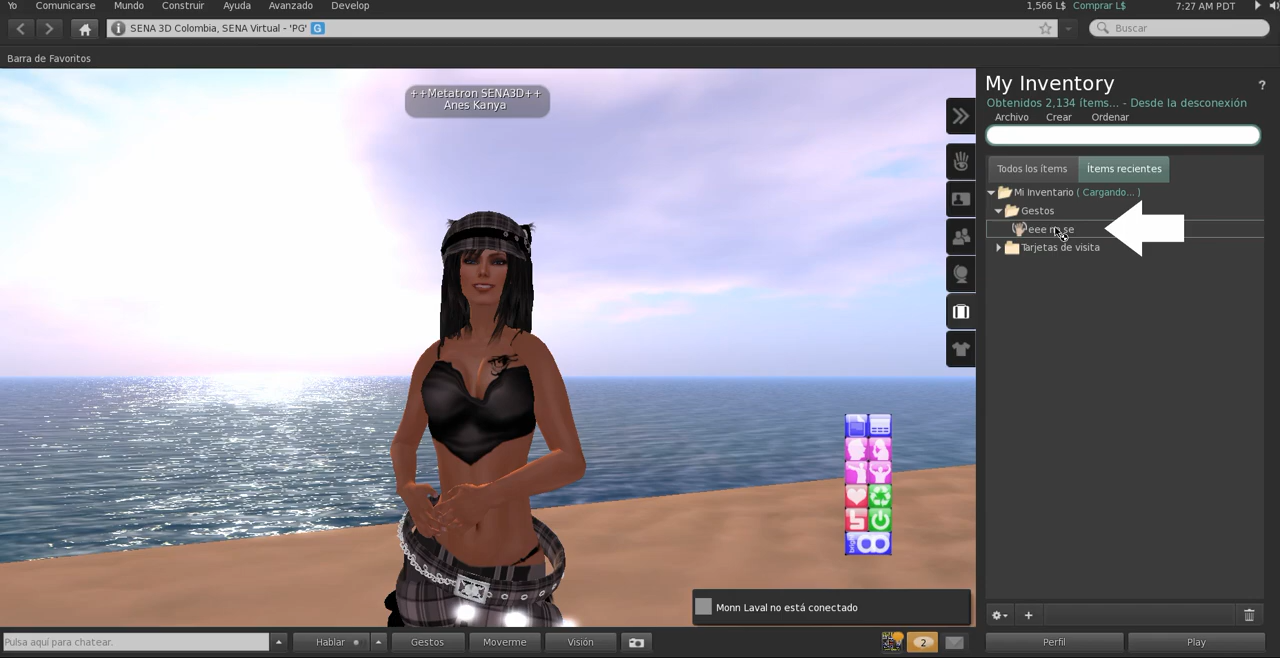 Yo Comunicarse Mundo Construir Ayuda Avanzado Develop 1,566 L$ Comprar L$ 7:27 AM PDT
SENA 3D Colombia, SENA Virtual - 'PG' G Buscar
Barra de Favoritos
++Metatron SENA3D++
Anes Kanya
My Inventory ?
Obtenidos 2,134 ítems... - Desde la desconexión
Archivo Crear Ordenar
Todos los ítems Ítems recientes
Mi Inventario ( Cargando... )
Gestos
eee se
Tarjetas de visita
Monn Laval no está conectado
Pulsa aquí para chatear. Hablar Gestos Moverme Visión 2 Perfil Play